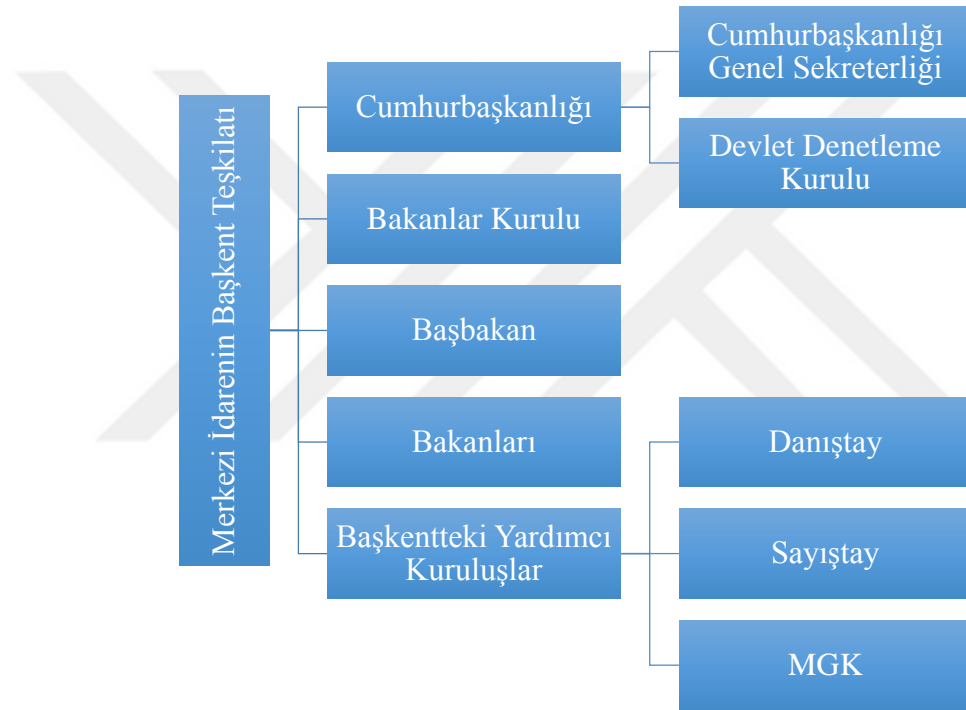 Merkezi İdarenin Başkent Teşkilatı
Cumhurbaşkanlığı
Cumhurbaşkanlığı
Genel Sekreterliği
Devlet Denetleme
Kurulu
Bakanlar Kurulu
Başbakan
Bakanları
Başkentteki Yardımcı
Kuruluşlar
Danıştay
Sayıştay
MGK